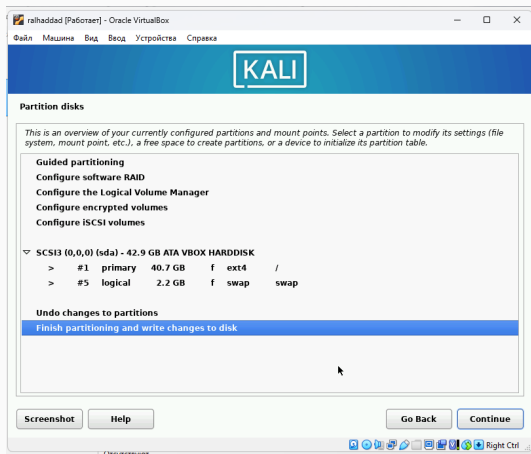 ralhaddad [Работает] - Oracle VirtualBox
Файл Машина Вид Ввод Устройства Справка
KALI
Partition disks
This is an overview of your currently configured partitions and mount points. Select a partition to modify its settings (file
system, mount point, etc.), a free space to create partitions, or a device to initialize its partition table.
Guided partitioning
Configure software RAID
Configure the Logical Volume Manager
Configure encrypted volumes
Configure iSCSI volumes
SCSI3 (0,0,0) (sda) - 42.9 GB ATA VBOX HARDDISK
> #1 primary 40.7 GB f ext4 /
> #5 logical 2.2 GB f swap swap
Undo changes to partitions
Finish partitioning and write changes to disk
Screenshot Help Go Back Continue
Right Ctrl